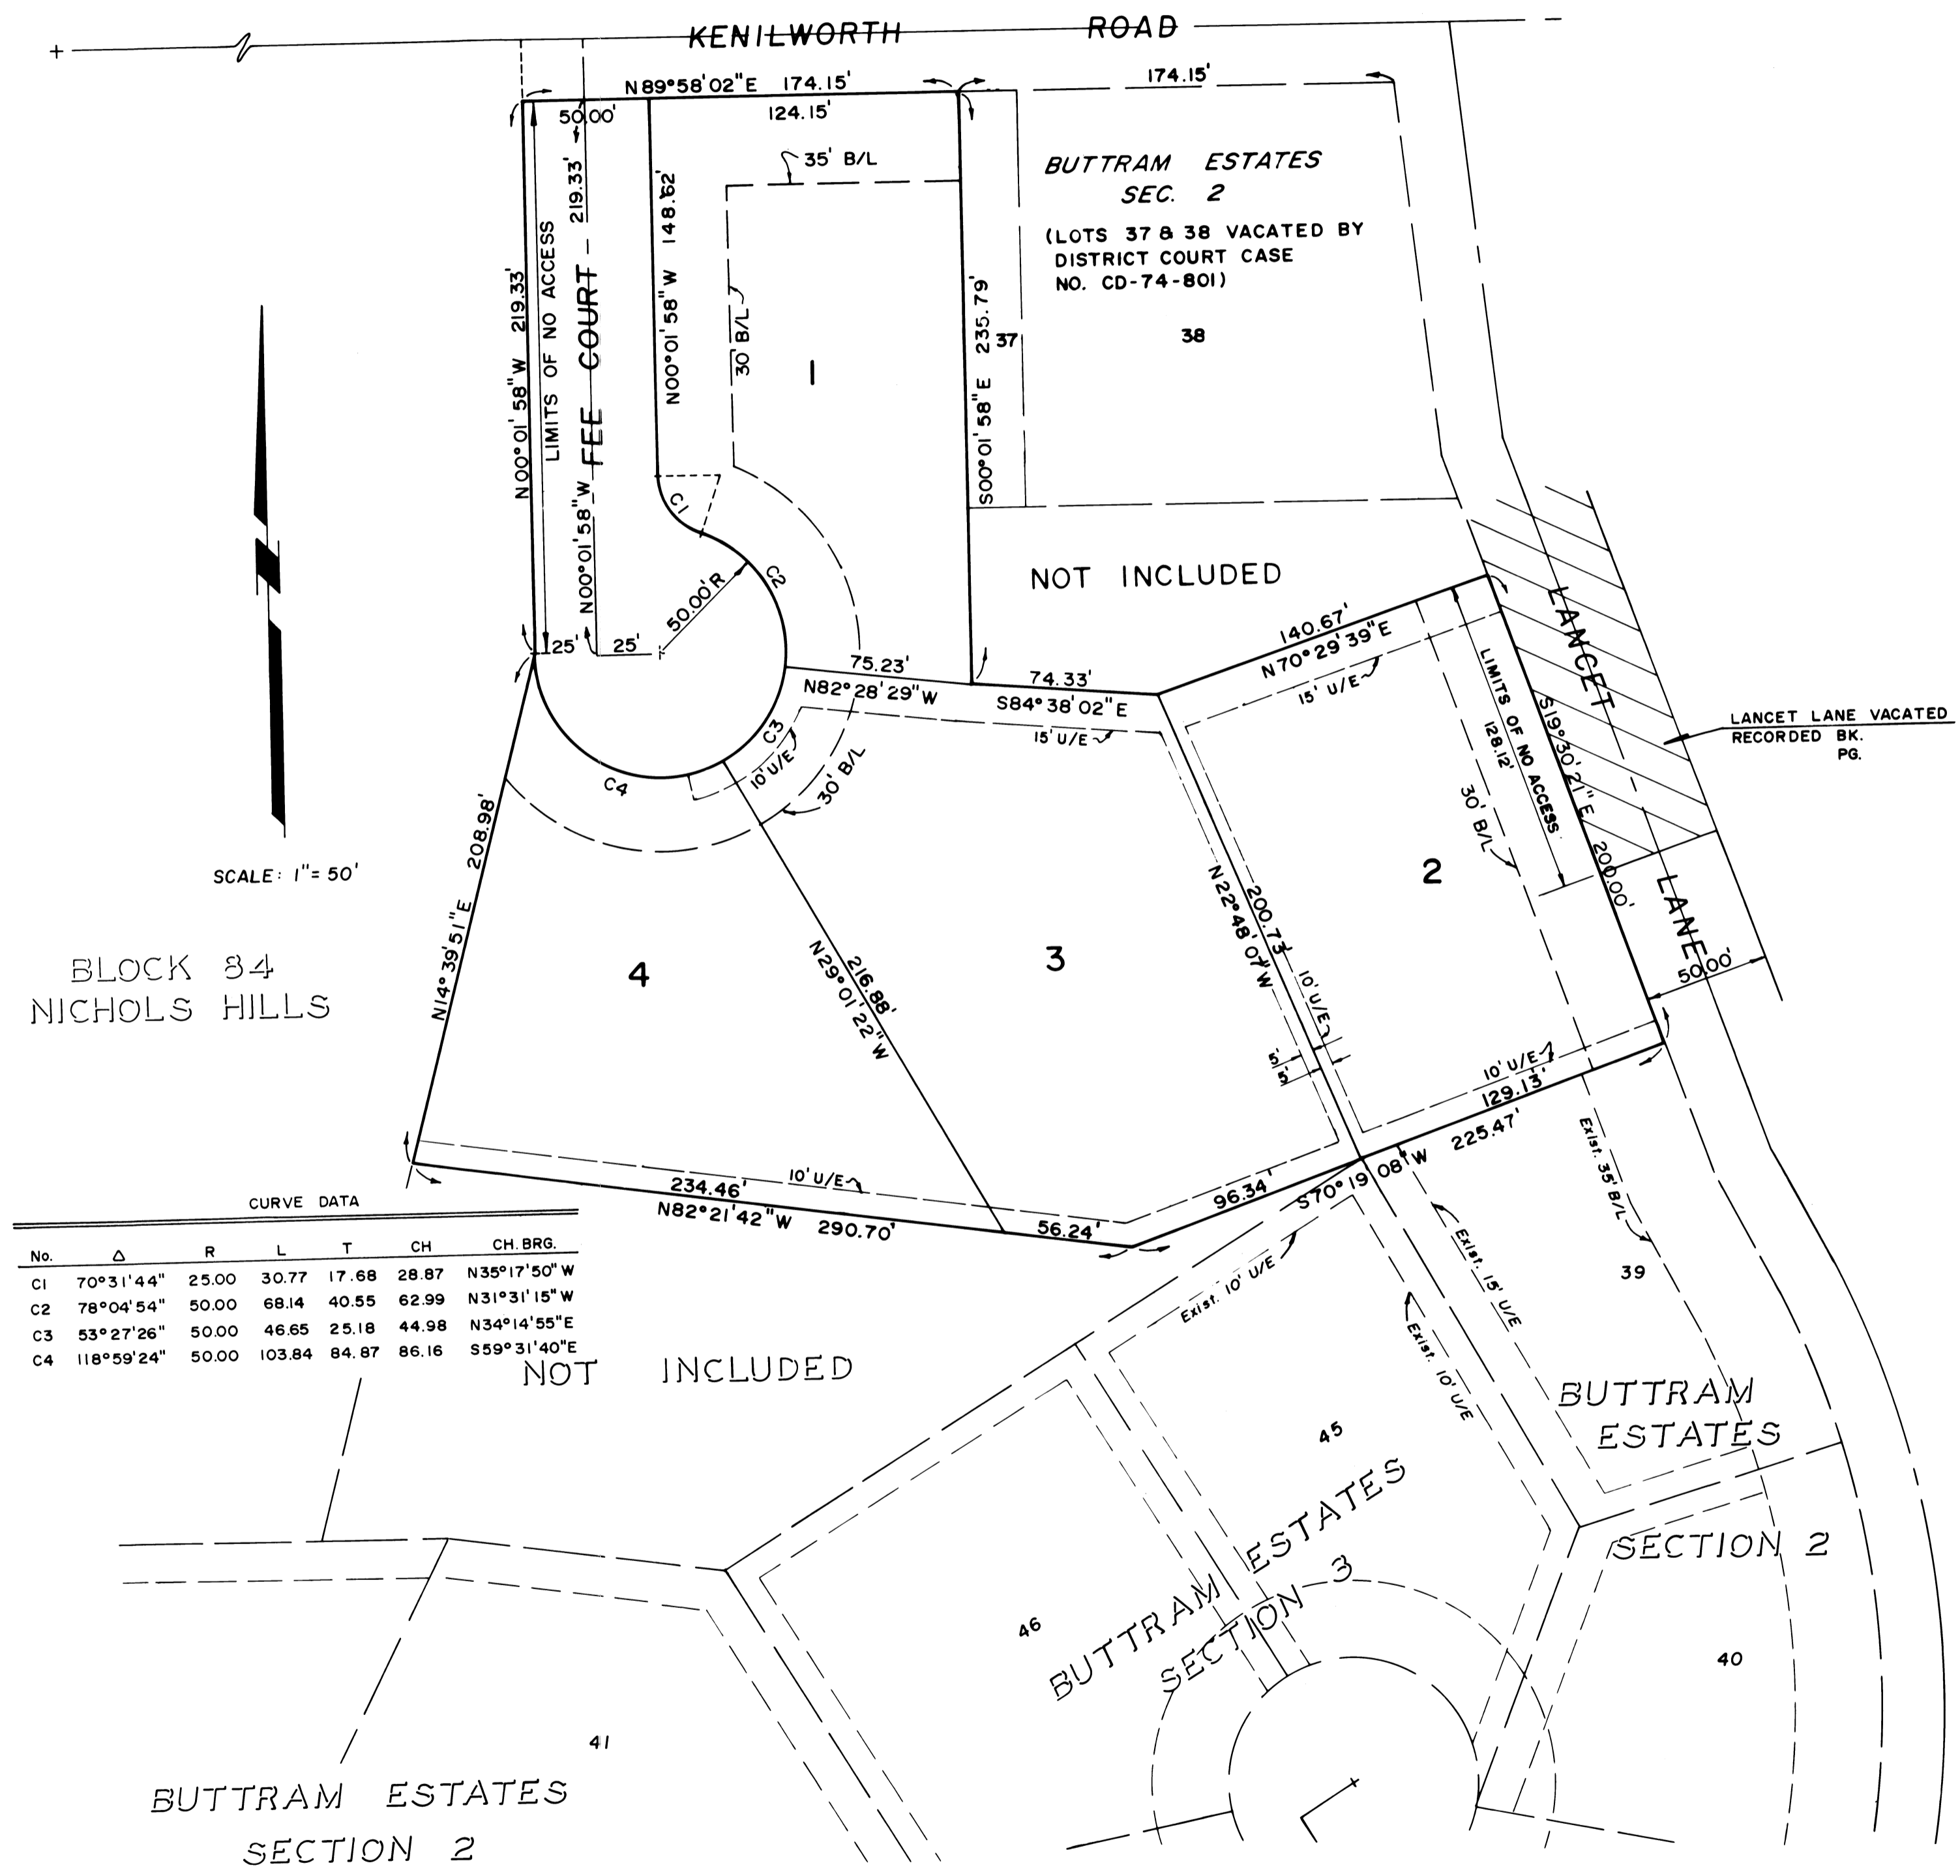 KENILWORTH ROAD
N89°58'02"E 174.15'
174.15'
50.00'
124.15'
35' B/L
BUTTRAM ESTATES
SEC. 2
(LOTS 37 & 38 VACATED BY
DISTRICT COURT CASE
NO. CD-74-801)
N00°01'58"W 219.33'
LIMITS OF NO ACCESS
N00°01'58"W FEE COURT 219.33'
N00°01'58"W 148.62'
30' B/L
1
S00°01'58"E 235.79'
37
38
C1
C2
50.00'R
25'
25'
NOT INCLUDED
140.67'
N70°29'39"E
15' U/E
LANCET
LANE
75.23'
N82°28'29"W
74.33'
S84°38'02"E
15' U/E
C3
10' U/E
30' B/L
C4
LIMITS OF NO ACCESS
128.12'
S19°30'21"E 200.00'
30' B/L
LANCET LANE VACATED
RECORDED BK.
PG.
SCALE: 1"= 50'
N14°39'51"E 208.98'
BLOCK 84
NICHOLS HILLS
4
3
2
216.88'
N29°01'22"W
200.73'
N22°48'07"W
10' U/E
5'
5'
50.00'
10' U/E
129.13'
225.47'
S70°19'08"W
96.34'
10' U/E
234.46'
N82°21'42"W 290.70'
56.24'
Exist. 35' B/L
Exist. 15' U/E
Exist. 10' U/E
Exist. 10' U/E
39
CURVE DATA
No. Δ R L T CH CH. BRG.
C1 70°31'44" 25.00 30.77 17.68 28.87 N35°17'50"W
C2 78°04'54" 50.00 68.14 40.55 62.99 N31°31'15"W
C3 53°27'26" 50.00 46.65 25.18 44.98 N34°14'55"E
C4 118°59'24" 50.00 103.84 84.87 86.16 S59°31'40"E
NOT INCLUDED
BUTTRAM
ESTATES
SECTION 2
45
BUTTRAM ESTATES
SECTION 3
46
40
41
BUTTRAM ESTATES
SECTION 2